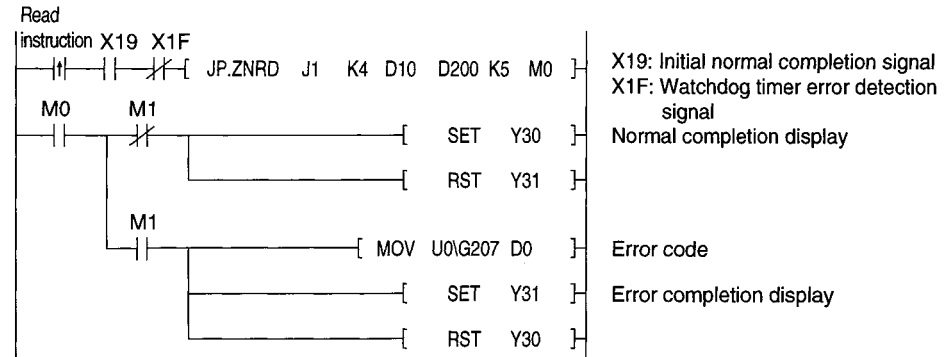 Read
instruction X19 X1F
JP.ZNRD J1 K4 D10 D200 K5 M0
X19: Initial normal completion signal
X1F: Watchdog timer error detection
signal
M0 M1
SET Y30
Normal completion display
RST Y31
M1
MOV U0\G207 D0
Error code
SET Y31
Error completion display
RST Y30